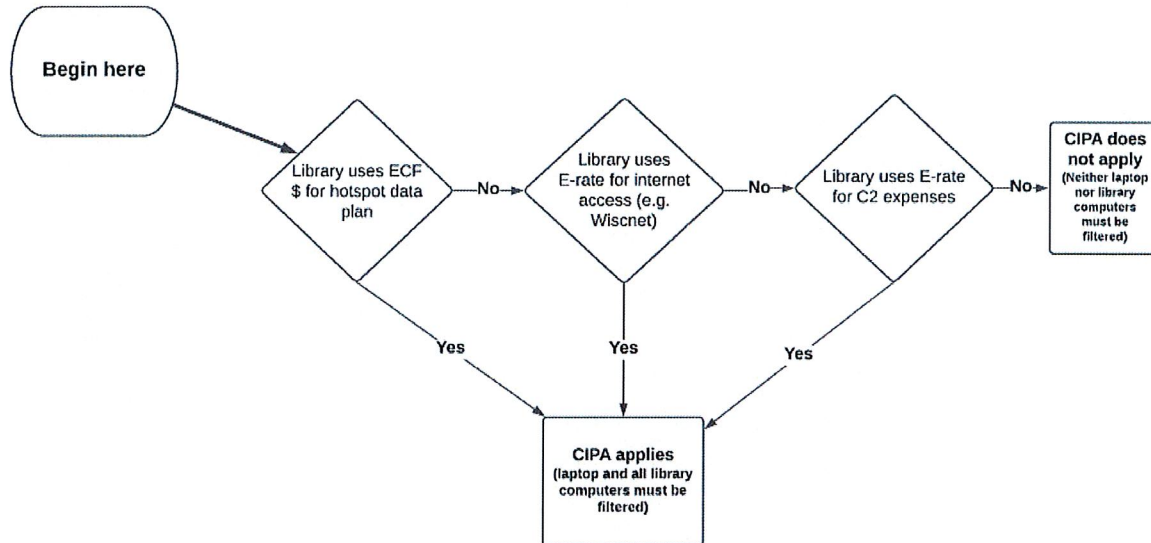 Begin here
Library uses ECF
$ for hotspot data
plan
No
Library uses
E-rate for internet
access (e.g.
Wiscnet)
No
Library uses E-rate
for C2 expenses
No
CIPA does
not apply
(Neither laptop
nor library
computers
must be
filtered)
Yes
Yes
Yes
CIPA applies
(laptop and all library
computers must be
filtered)